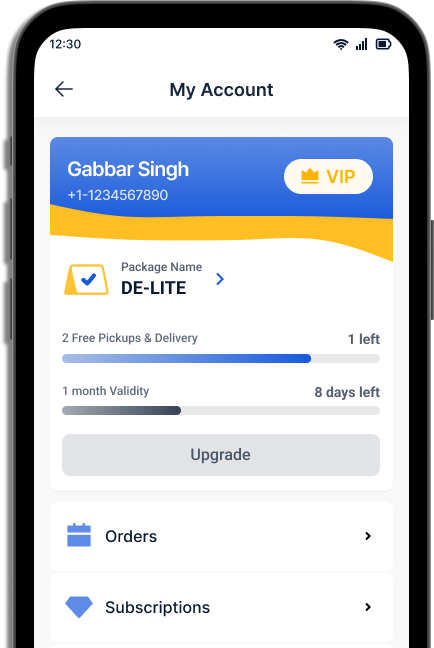 12:30
My Account
Gabbar Singh
VIP
+1-1234567890
Package Name
DE-LITE
2 Free Pickups & Delivery
1 left
1 month Validity
8 days left
Upgrade
Orders
Subscriptions